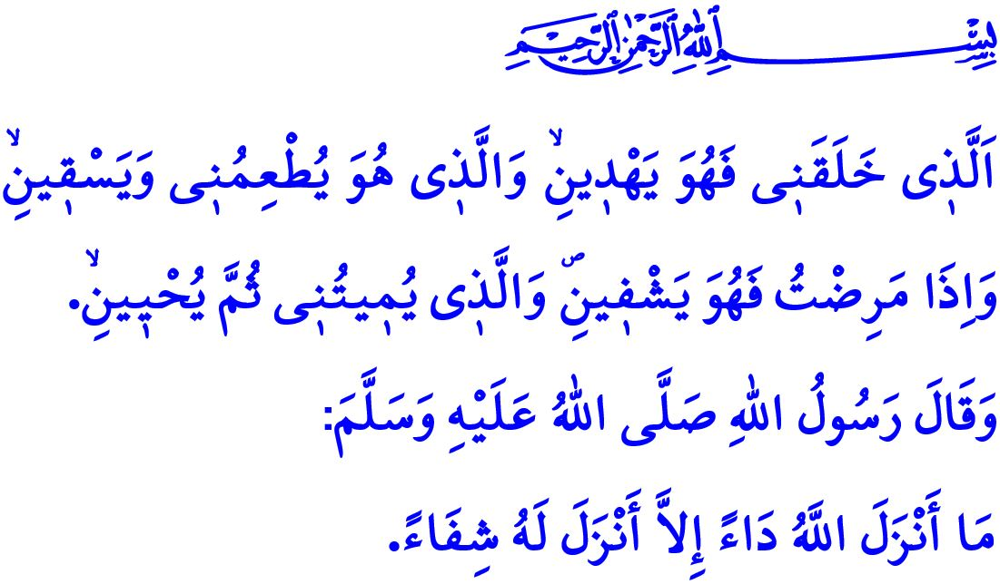 بِسْــــــــــــمِ اللّٰهِ الرَّحْمٰنِ الرَّحِيمِ
اَلَّذ۪ى خَلَقَن۪ى فَهُوَ يَهْد۪ينِۙ وَالَّذ۪ى هُوَ يُطْعِمُن۪ى وَيَسْق۪ينِۙ
وَاِذَا مَرِضْتُ فَهُوَ يَشْف۪ينِۖ وَالَّذ۪ى يُم۪يتُن۪ى ثُمَّ يُحْي۪ينِۙ.
وَقَالَ رَسُولُ اللّٰهِ صَلَّى اللّٰهُ عَلَيْهِ وَسَلَّمَ:
مَا أَنْزَلَ اللَّهُ دَاءً إِلاَّ أَنْزَلَ لَهُ شِفَاءً.